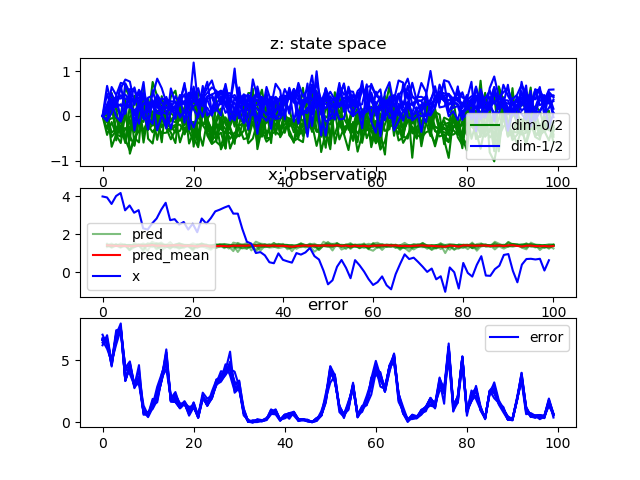 z: state space
1
0
−1
dim-0/2
dim-1/2
0 20 40 60 80 100
x: observation
4
2
0
pred
pred_mean
x
0 20 40 60 80 100
error
5
0
error
0 20 40 60 80 100